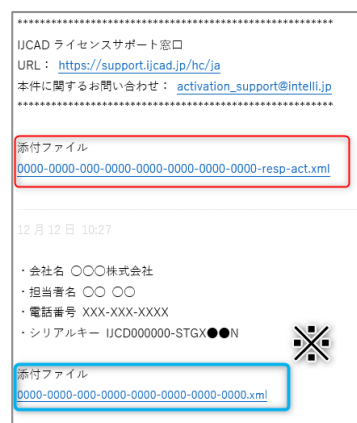 **************************************************
IJCAD ライセンスサポート窓口
URL： https://support.ijcad.jp/hc/ja
本件に関するお問い合わせ： activation_support@intelli.jp
**************************************************
添付ファイル
0000-0000-000-0000-0000-0000-0000-0000-resp-act.xml
12月12日 10:27
・会社名 〇〇〇株式会社
・担当者名 〇〇 〇〇
・電話番号 XXX-XXX-XXXX
・シリアルキー IJCD000000-STGX●●N
※
添付ファイル
0000-0000-000-0000-0000-0000-0000-0000.xml